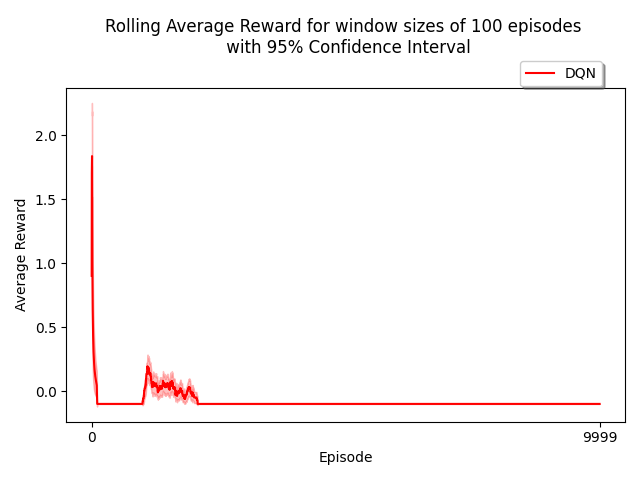 Rolling Average Reward for window sizes of 100 episodes
with 95% Confidence Interval
DQN
2.0
1.5
1.0
0.5
0.0
Average Reward
0
9999
Episode